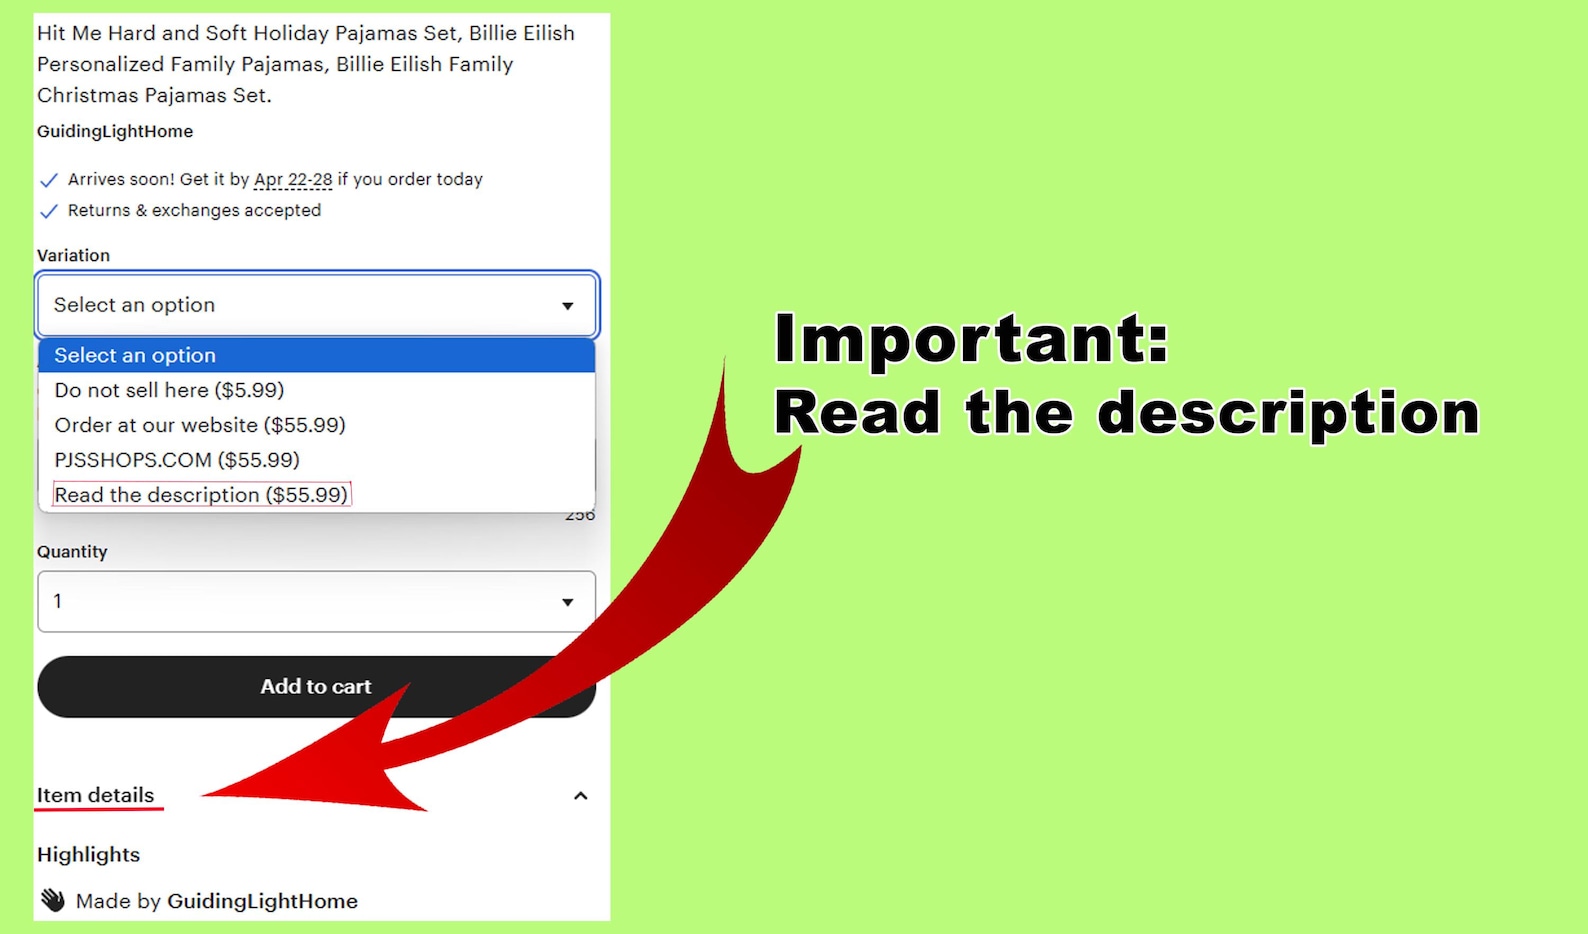 Hit Me Hard and Soft Holiday Pajamas Set, Billie Eilish
Personalized Family Pajamas, Billie Eilish Family
Christmas Pajamas Set.
GuidingLightHome
Arrives soon! Get it by Apr 22-28 if you order today
Returns & exchanges accepted
Variation
Select an option
Select an option
Do not sell here ($5.99)
Order at our website ($55.99)
PJSSHOPS.COM ($55.99)
Read the description ($55.99)
256
Quantity
1
Add to cart
Item details
Highlights
Made by GuidingLightHome
Important:
Read the description